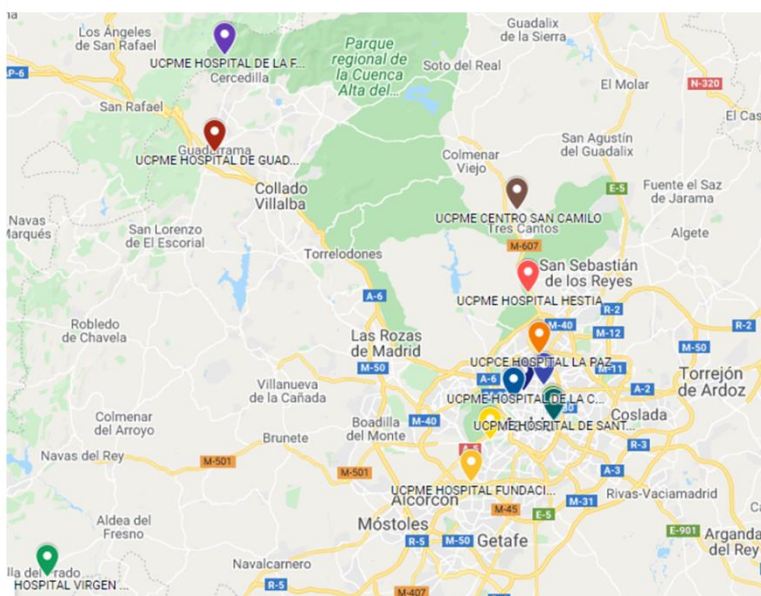 Los Ángeles
de San Rafael
Guadalix
de la Sierra
Parque
regional de
la Cuenca
Alta del...
UCPME HOSPITAL DE LA F...
Cercedilla
Soto del Real
AP-6
N-320
San Rafael
El Molar
El Cas
Guadarrama
UCPME HOSPITAL DE GUAD...
San Agustín
del Guadalix
Colmenar
Viejo
Collado
Villalba
E-5
Fuente el Saz
de Jarama
UCPME CENTRO SAN CAMILO
Tres Cantos
Navas
Marqués
San Lorenzo
de El Escorial
Algete
M-607
Torrelodones
San Sebastián
de los Reyes
A-6
UCPME HOSPITAL HESTIA
R-2
Robledo
de Chavela
M-40
M-12
R-2
Las Rozas
de Madrid
M-50
UCPCE HOSPITAL LA PAZ
M-50
M-11
Torrejón
de Ardoz
A-6
Villanueva
de la Cañada
A-2
UCPME HOSPITAL DE LA C...
30
Coslada
Colmenar
del Arroyo
Boadilla
del Monte
M-40
UCPME HOSPITAL DE SANT...
Brunete
A-5
R-3
Navas del Rey
M-501
M-501
A-3
UCPME HOSPITAL FUNDACI...
Rivas-Vaciamadrid
Alcorcón
M-45
M-31
Móstoles
E-5
Aldea del
Fresno
E-901
Arganda
del Rey
R-5
M-50
Getafe
Navalcarnero
lla del Prado
HOSPITAL VIRGEN ...
R-5
M-407